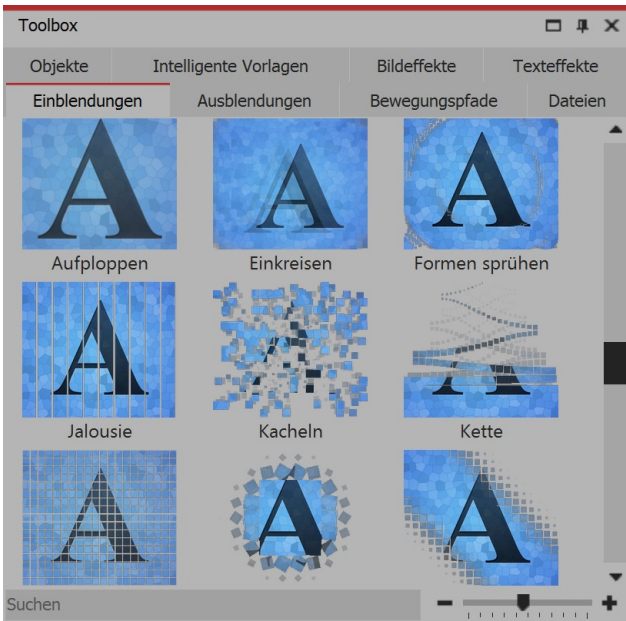 Toolbox
Objekte Intelligente Vorlagen Bildeffekte Texteffekte
Einblendungen Ausblendungen Bewegungspfade Dateien
A A A
Aufploppen Einkreisen Formen sprühen
A A A
Jalousie Kacheln Kette
A A A
Suchen